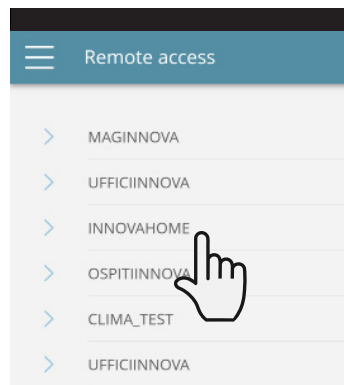 Remote access
MAGINNOVA
UFFICIINNOVA
INNOVAHOME
OSPITIINNOVA
CLIMA_TEST
UFFICIINNOVA